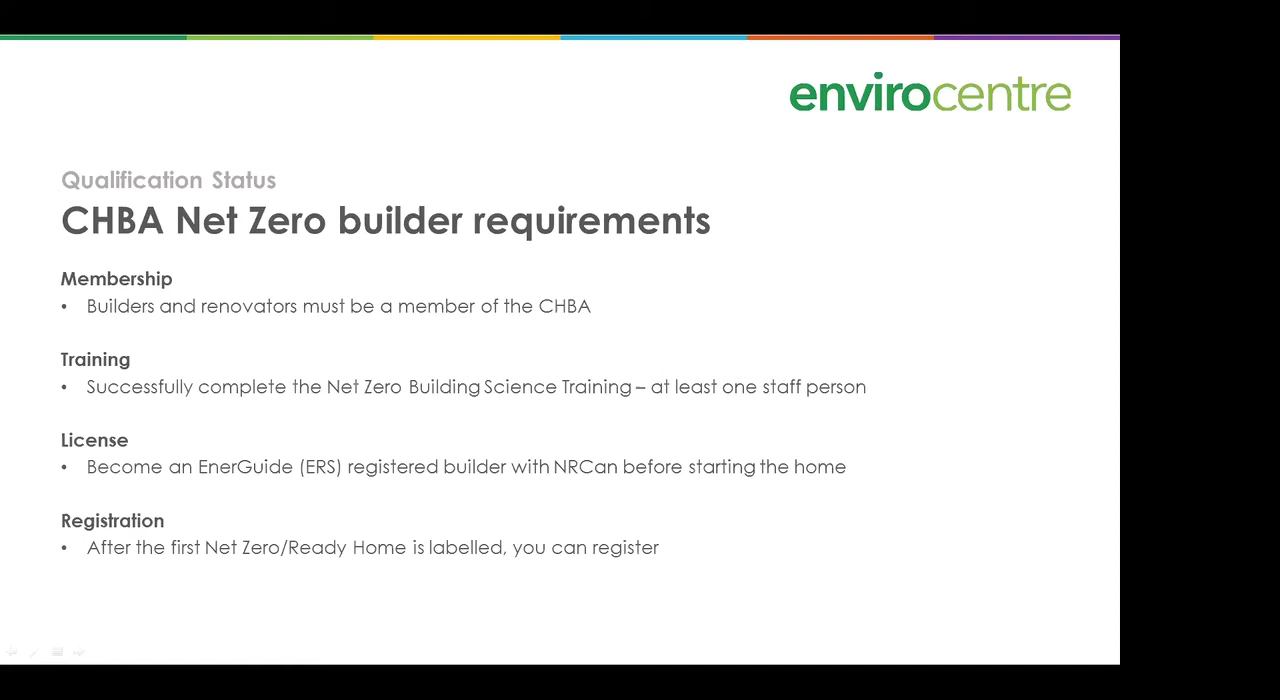 envirocentre
Qualification Status
CHBA Net Zero builder requirements
Membership
• Builders and renovators must be a member of the CHBA
Training
• Successfully complete the Net Zero Building Science Training – at least one staff person
License
• Become an EnerGuide (ERS) registered builder with NRCan before starting the home
Registration
• After the first Net Zero/Ready Home is labelled, you can register